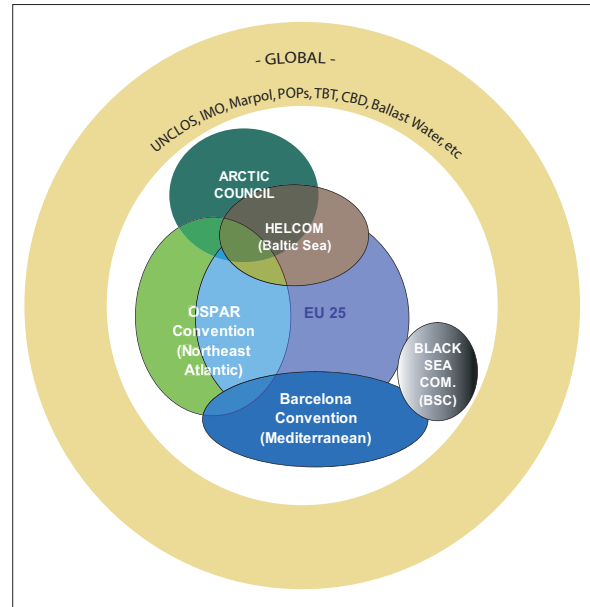 - GLOBAL -
UNCLOS, IMO, Marpol, POPs, TBT, CBD, Ballast Water, etc
ARCTIC
COUNCIL
HELCOM
(Baltic Sea)
OSPAR
Convention
(Northeast
Atlantic)
EU 25
BLACK
SEA
COM.
(BSC)
Barcelona
Convention
(Mediterranean)